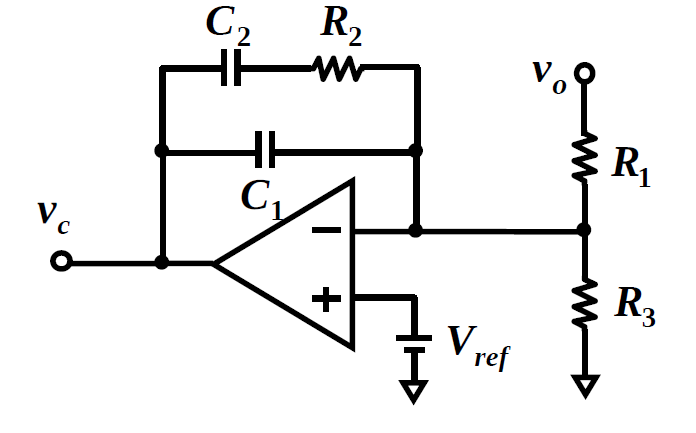 C2 R2
vo
R1
C1
vc
−
+
R3
Vref